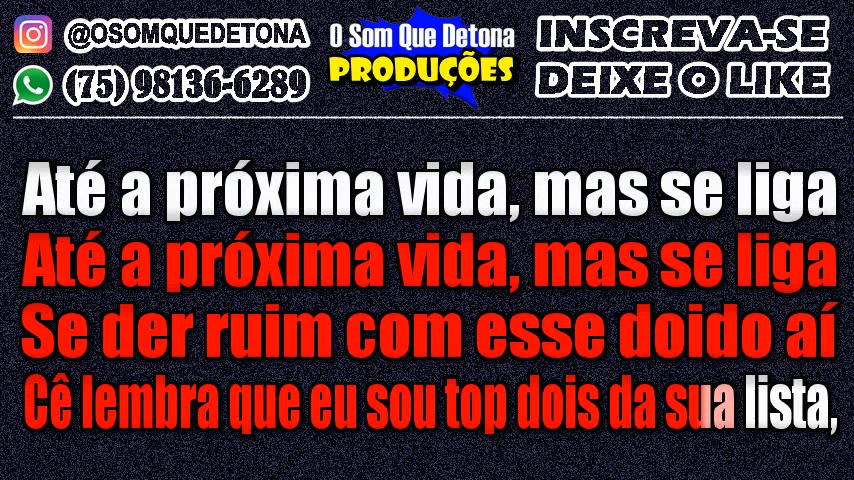 @OSOMQUEDETONA
(75) 98136-6289
O Som Que Detona
PRODUÇÕES
INSCREVA-SE
DEIXE O LIKE
Até a próxima vida, mas se liga
Até a próxima vida, mas se liga
Se der ruim com esse doido aí
Cê lembra que eu sou top dois da sua lista,